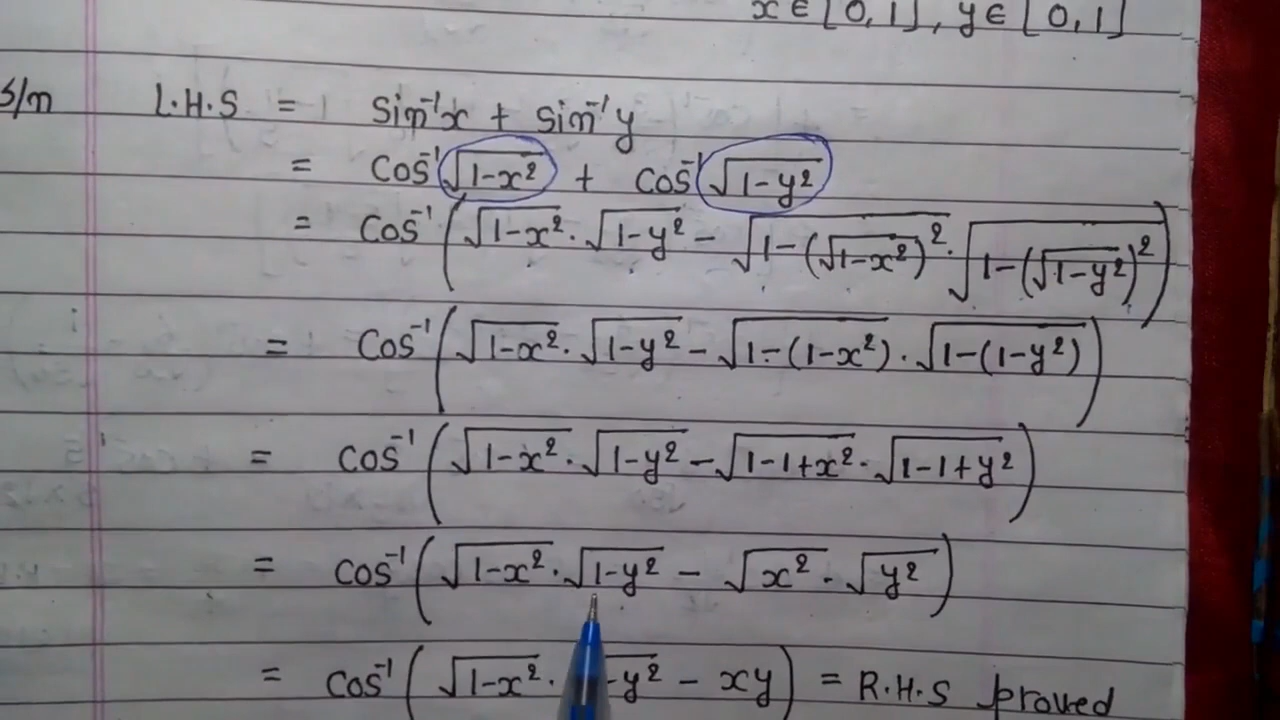 x ∈ [0, 1], y ∈ [0, 1]
S/n L.H.S = Sin⁻¹x + Sin⁻¹y
= Cos⁻¹√(1-x²) + Cos⁻¹√(1-y²)
= Cos⁻¹(√(1-x²)·√(1-y²) - √(1-(√(1-x²))²)·√(1-(√(1-y²))²))
= Cos⁻¹(√(1-x²)·√(1-y²) - √(1-(1-x²))·√(1-(1-y²)))
= Cos⁻¹(√(1-x²)·√(1-y²) - √(1-1+x²)·√(1-1+y²))
= Cos⁻¹(√(1-x²)·√(1-y²) - √(x²)·√(y²))
= Cos⁻¹(√(1-x²)· -y² - xy) = R.H.S proved